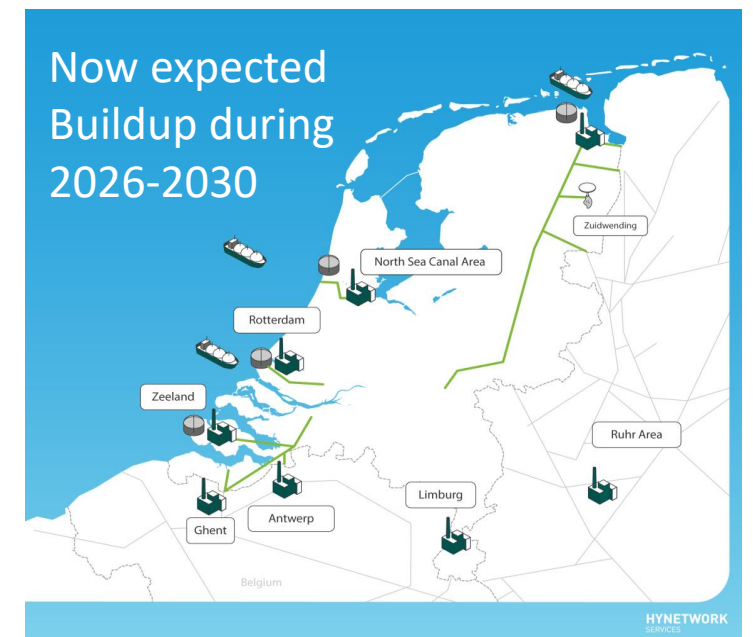 Now expected
Buildup during
2026-2030
Zuidwending
North Sea Canal Area
Rotterdam
Zeeland
Ruhr Area
Limburg
Antwerp
Ghent
Belgium
HYNETWORK
SERVICES